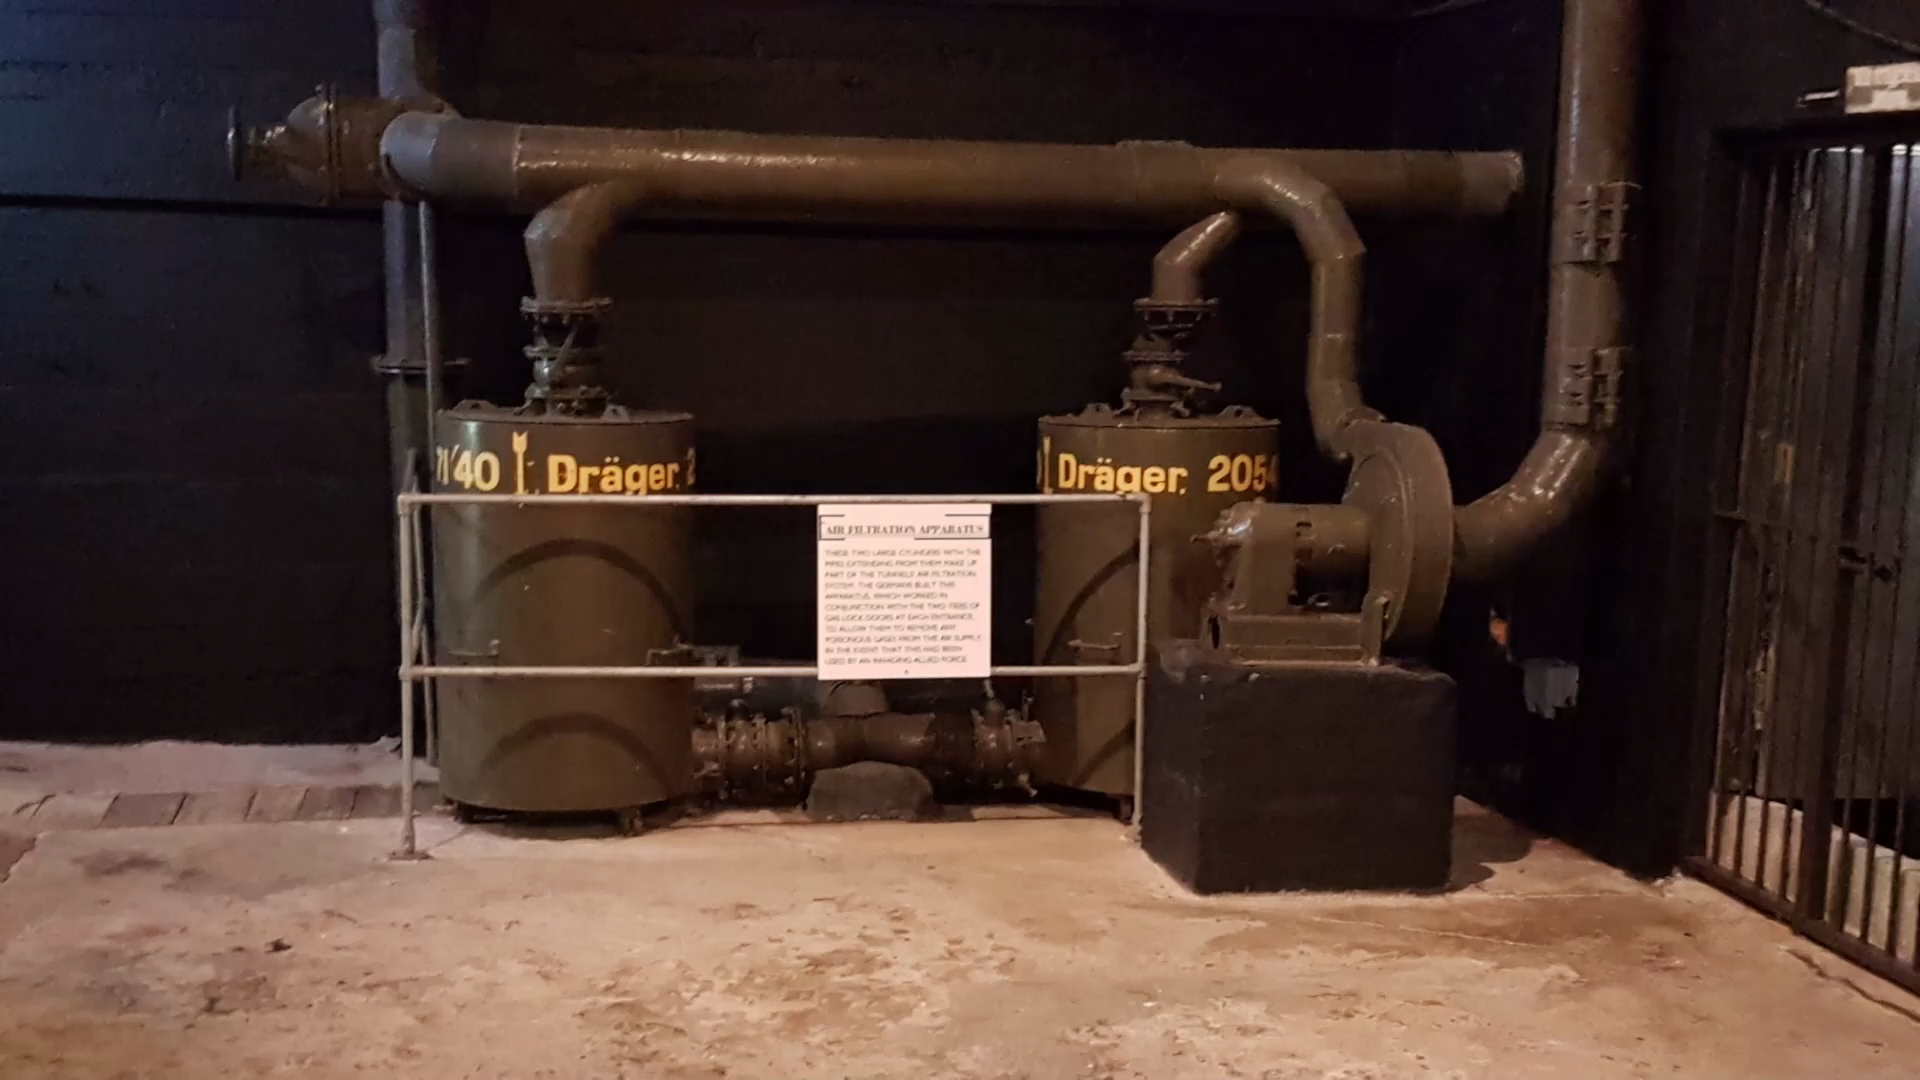 71/40 Dräger.
Dräger. 2054
AIR FILTRATION APPARATUS
THESE TWO LARGE CYLINDERS WITH THE
PIPES EXTENDING FROM THEM MAKE UP
PART OF THE TUNNELS AIR FILTRATION
SYSTEM. THE GERMANS BUILT THIS
APPARATUS, WHICH WORKED IN
CONJUNCTION WITH THE TWO ITEMS OF
GAS LOCK DOORS AT EACH ENTRANCE,
TO ALLOW THEM TO REMOVE ANY
POISONOUS GASES FROM THE AIR SUPPLY,
IN THE EVENT THAT THIS HAD BEEN
USED BY AN INVADING ALLIED FORCE.